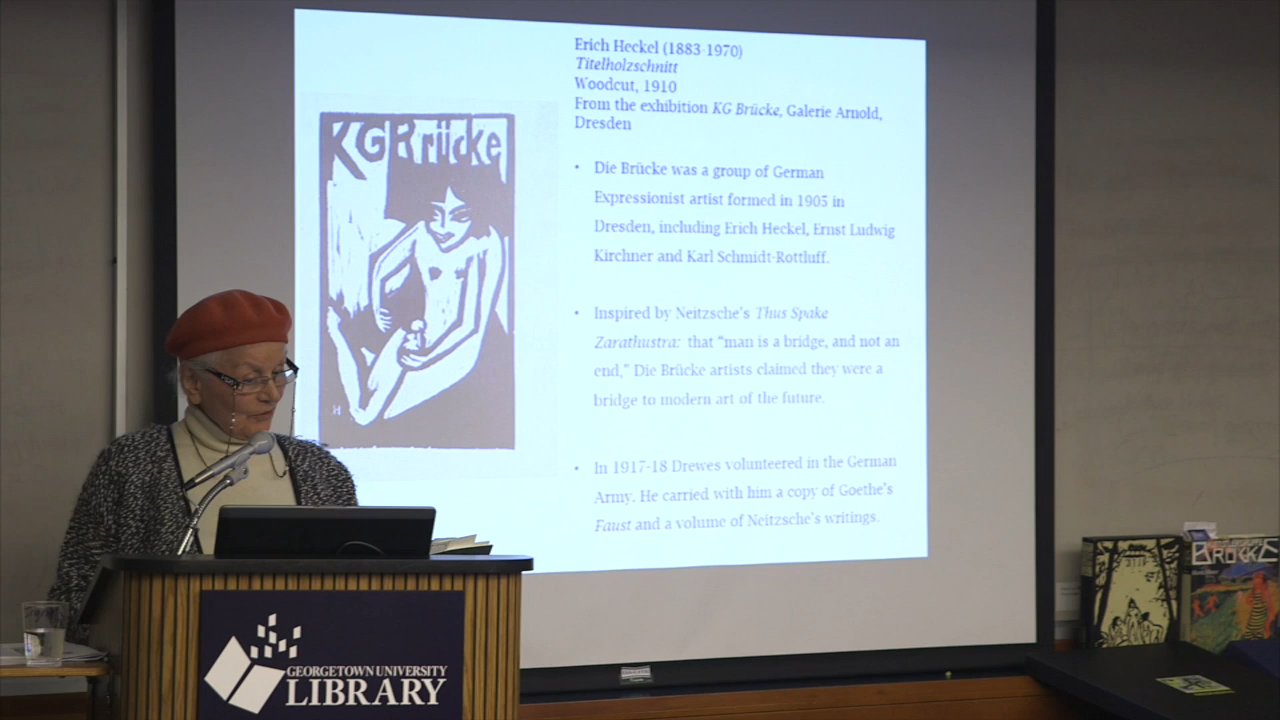 Erich Heckel (1883-1970)
Titelholzschnitt
Woodcut, 1910
From the exhibition KG Brücke, Galerie Arnold,
Dresden
KGBrücke
H
• Die Brücke was a group of German
Expressionist artist formed in 1905 in
Dresden, including Erich Heckel, Ernst Ludwig
Kirchner and Karl Schmidt-Rottluff.
• Inspired by Neitzsche's Thus Spake
Zarathustra: that “man is a bridge, and not an
end,” Die Brücke artists claimed they were a
bridge to modern art of the future.
• In 1917-18 Drewes volunteered in the German
Army. He carried with him a copy of Goethe's
Faust and a volume of Neitzsche's writings.
GEORGETOWN UNIVERSITY
LIBRARY
BRÜCKE